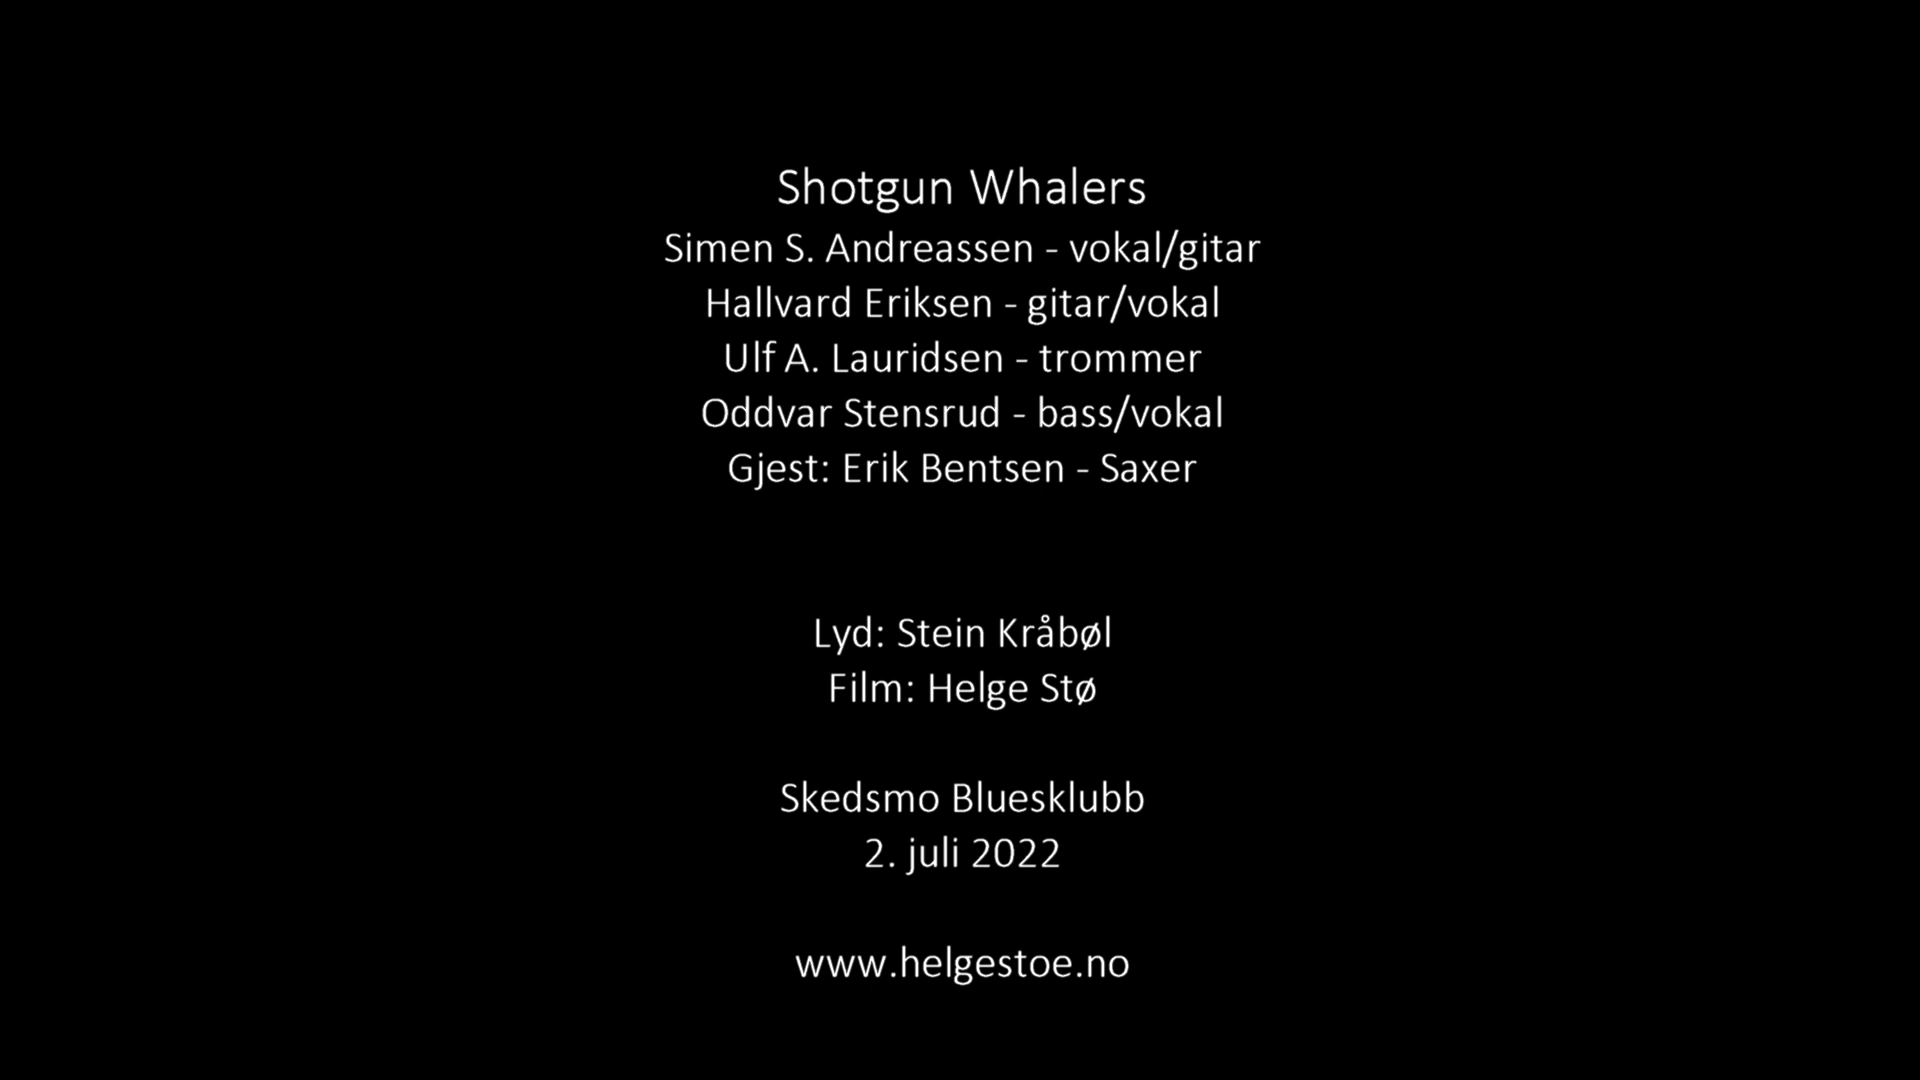 Shotgun Whalers
Simen S. Andreassen - vokal/gitar
Hallvard Eriksen - gitar/vokal
Ulf A. Lauridsen - trommer
Oddvar Stensrud - bass/vokal
Gjest: Erik Bentsen - Saxer
Lyd: Stein Kråbøl
Film: Helge Stø
Skedsmo Bluesklubb
2. juli 2022
www.helgestoe.no